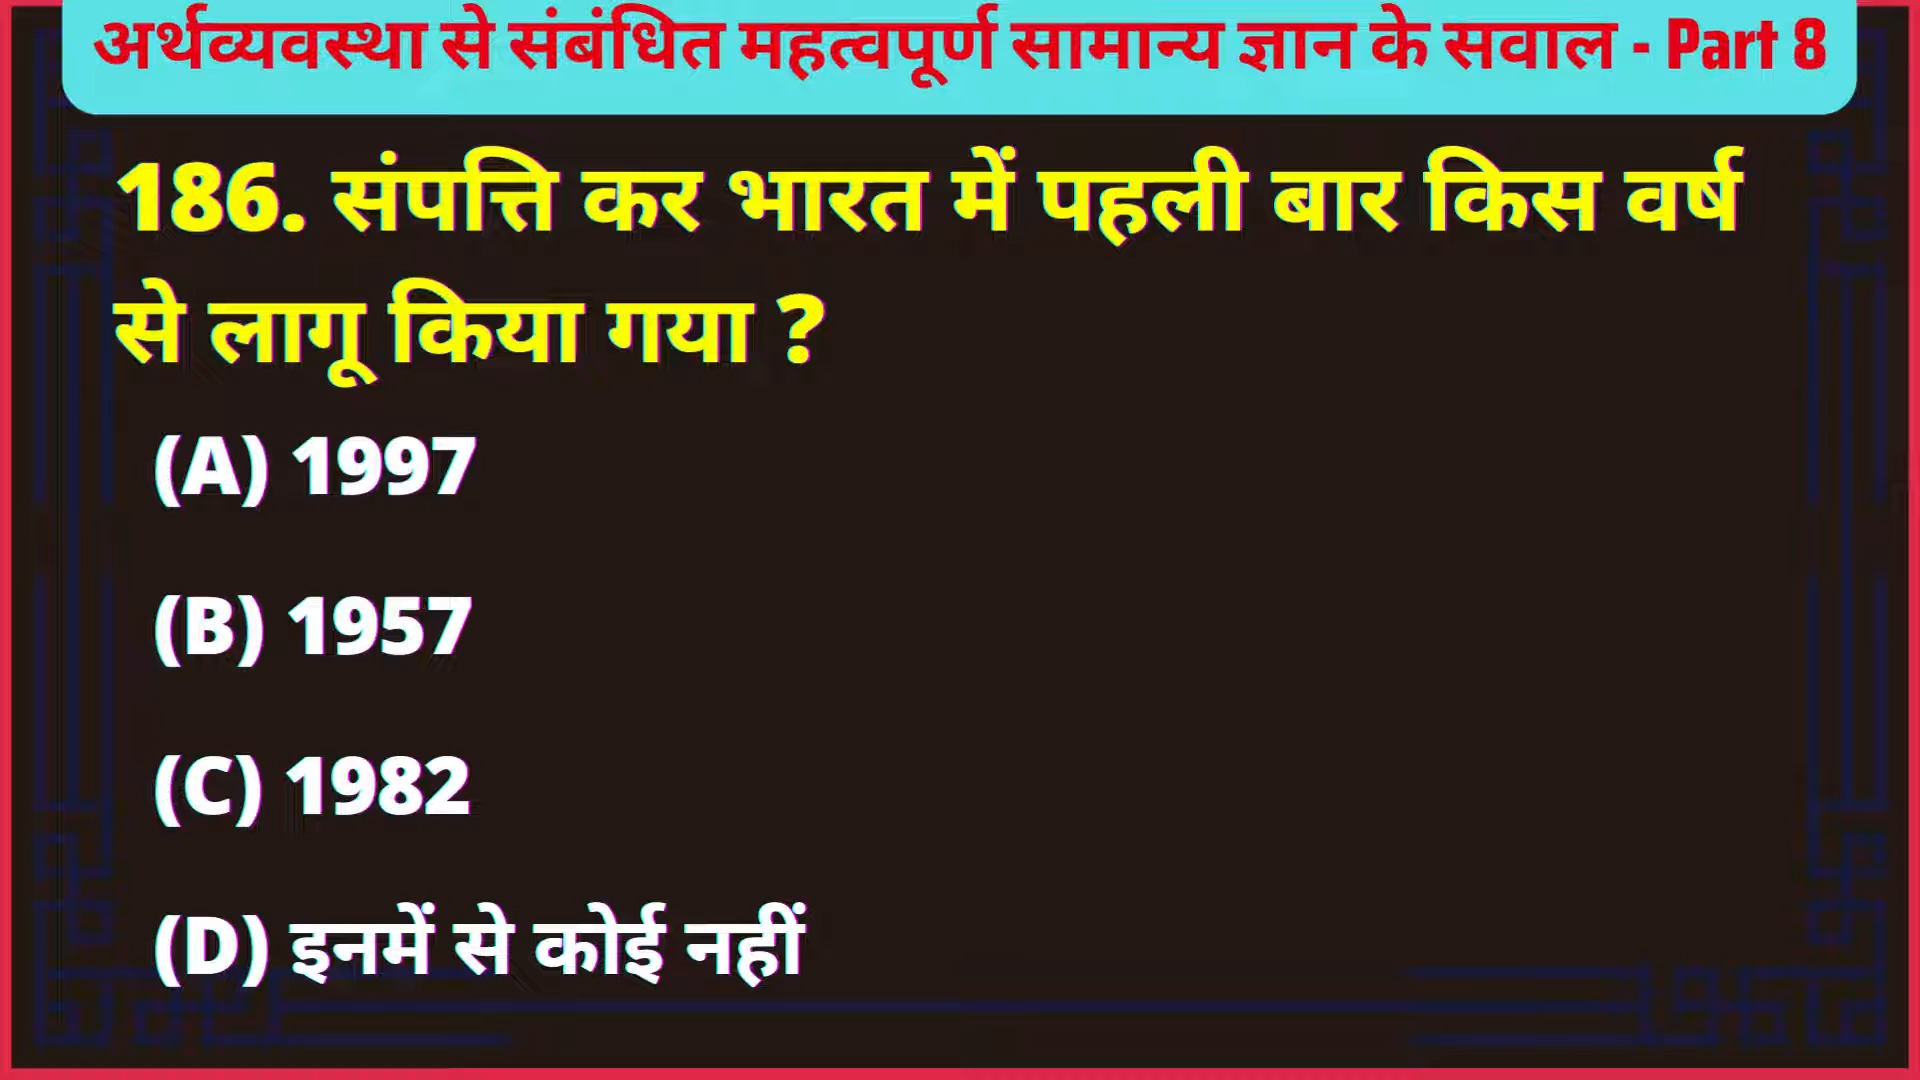 अर्थव्यवस्था से संबंधित महत्वपूर्ण सामान्य ज्ञान के सवाल - Part 8
186. संपत्ति कर भारत में पहली बार किस वर्ष
से लागू किया गया ?
(A) 1997
(B) 1957
(C) 1982
(D) इनमें से कोई नहीं